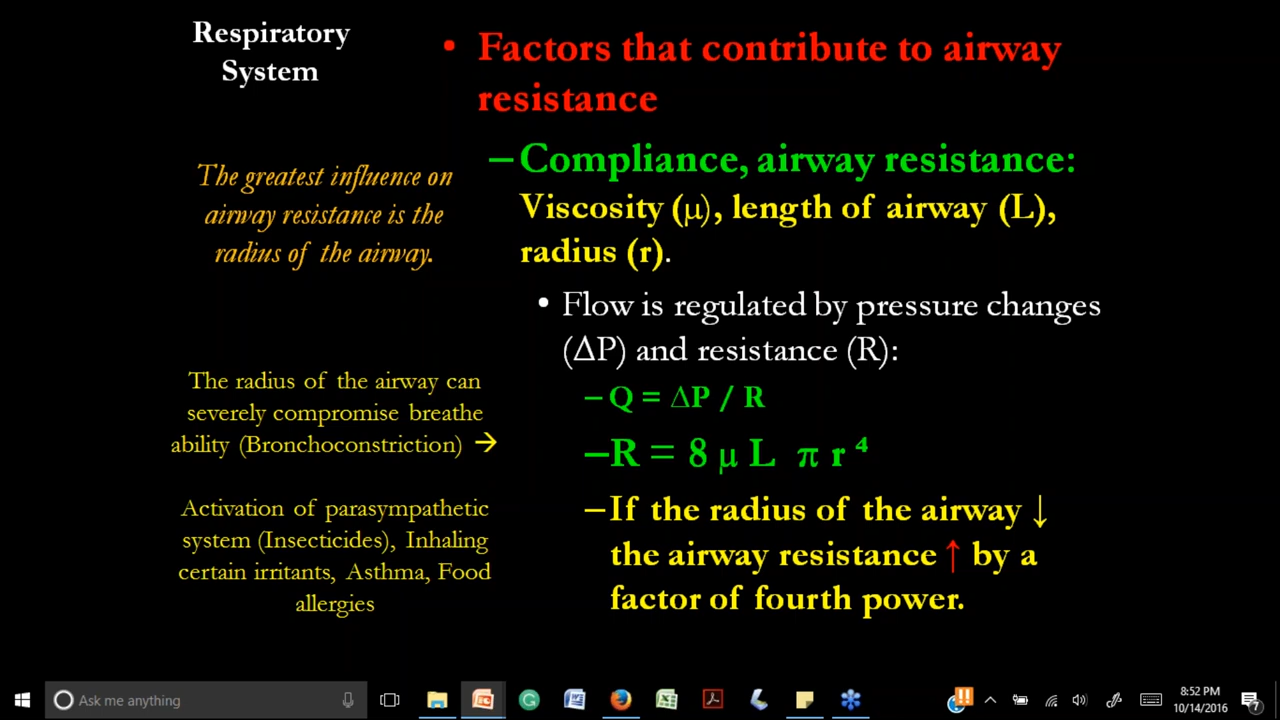 Respiratory
System
The greatest influence on
airway resistance is the
radius of the airway.
The radius of the airway can
severely compromise breathe
ability (Bronchoconstriction) →
Activation of parasympathetic
system (Insecticides), Inhaling
certain irritants, Asthma, Food
allergies
• Factors that contribute to airway
resistance
– Compliance, airway resistance:
Viscosity (μ), length of airway (L),
radius (r).
• Flow is regulated by pressure changes
(ΔP) and resistance (R):
– Q = ΔP / R
– R = 8 μ L π r ⁴
– If the radius of the airway ↓
the airway resistance ↑ by a
factor of fourth power.
Ask me anything
8:52 PM
10/14/2016
7